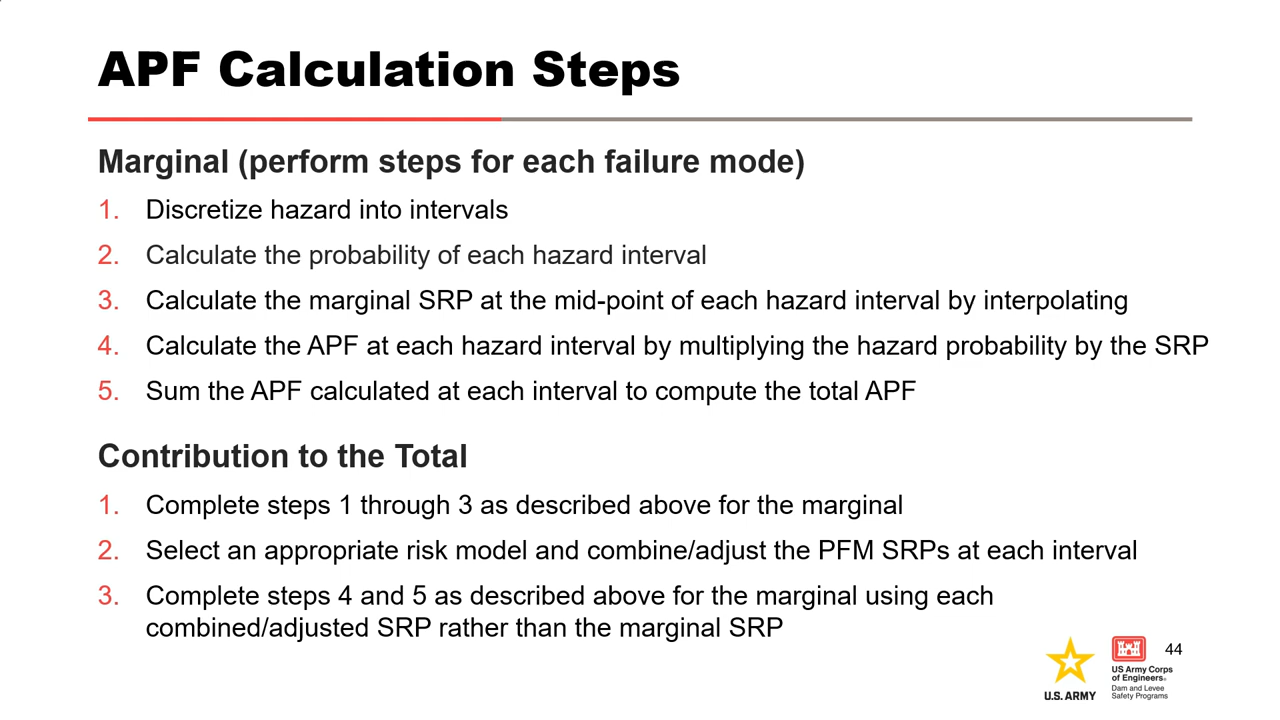 APF Calculation Steps
Marginal (perform steps for each failure mode)
1. Discretize hazard into intervals
2. Calculate the probability of each hazard interval
3. Calculate the marginal SRP at the mid-point of each hazard interval by interpolating
4. Calculate the APF at each hazard interval by multiplying the hazard probability by the SRP
5. Sum the APF calculated at each interval to compute the total APF
Contribution to the Total
1. Complete steps 1 through 3 as described above for the marginal
2. Select an appropriate risk model and combine/adjust the PFM SRPs at each interval
3. Complete steps 4 and 5 as described above for the marginal using each
combined/adjusted SRP rather than the marginal SRP
44
U.S. ARMY
US Army Corps
of Engineers®
Dam and Levee
Safety Programs